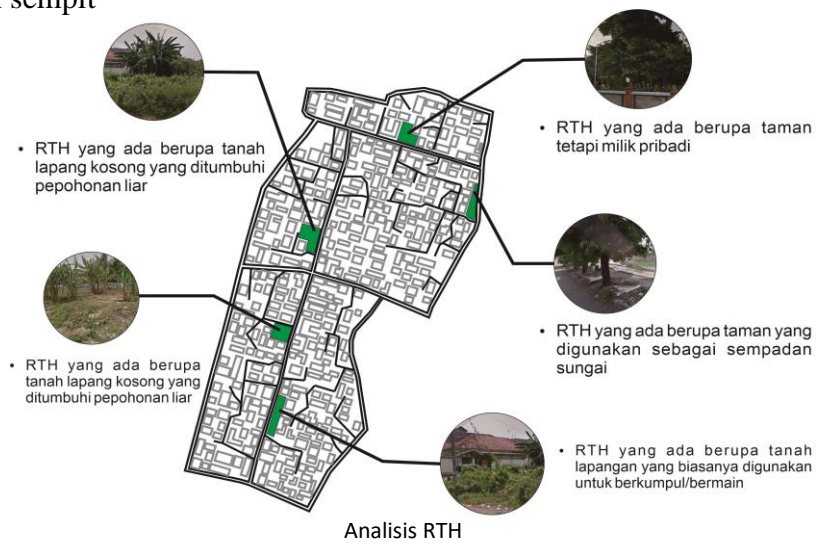 sempit
• RTH yang ada berupa tanah
lapang kosong yang ditumbuhi
pepohonan liar
• RTH yang ada berupa taman
tetapi milik pribadi
• RTH yang ada berupa taman yang
digunakan sebagai sempadan
sungai
• RTH yang ada berupa
tanah lapang kosong yang
ditumbuhi pepohonan liar
• RTH yang ada berupa tanah
lapangan yang biasanya digunakan
untuk berkumpul/bermain
Analisis RTH